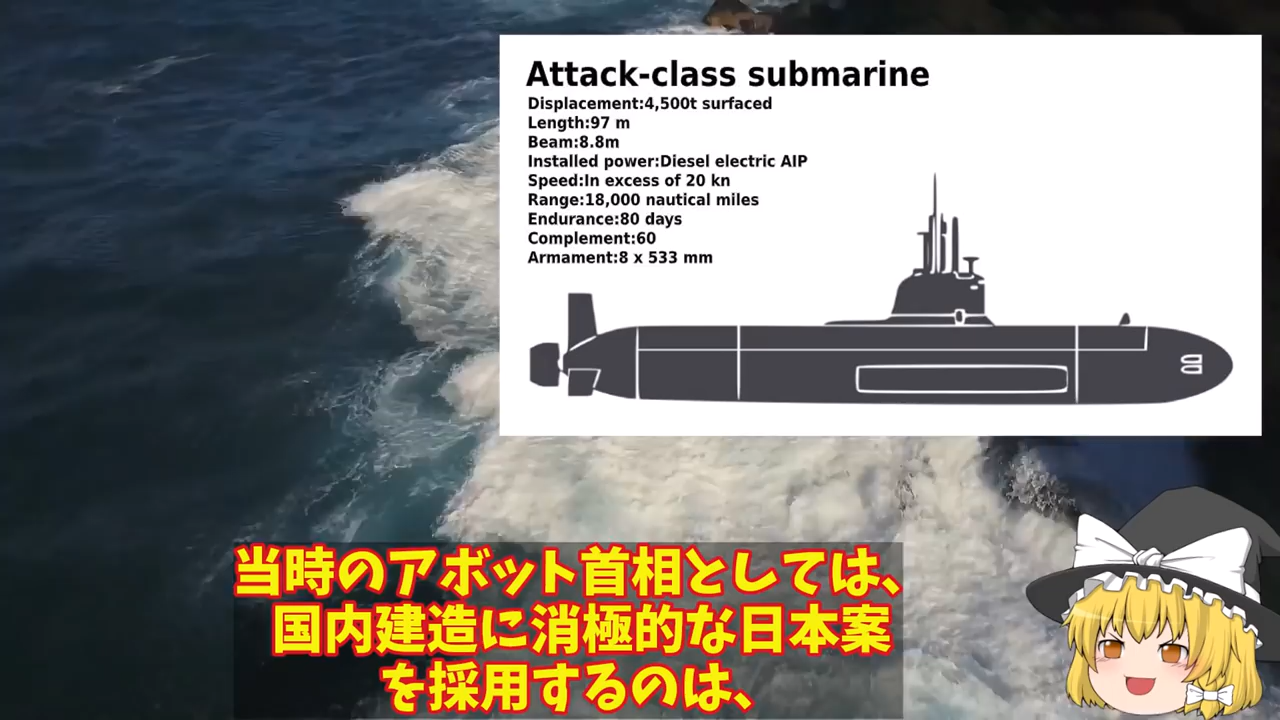 Attack-class submarine
Displacement:4,500t surfaced
Length:97 m
Beam:8.8m
Installed power:Diesel electric AIP
Speed:In excess of 20 kn
Range:18,000 nautical miles
Endurance:80 days
Complement:60
Armament:8 x 533 mm
当時のアボット首相としては、
国内建造に消極的な日本案
を採用するのは、